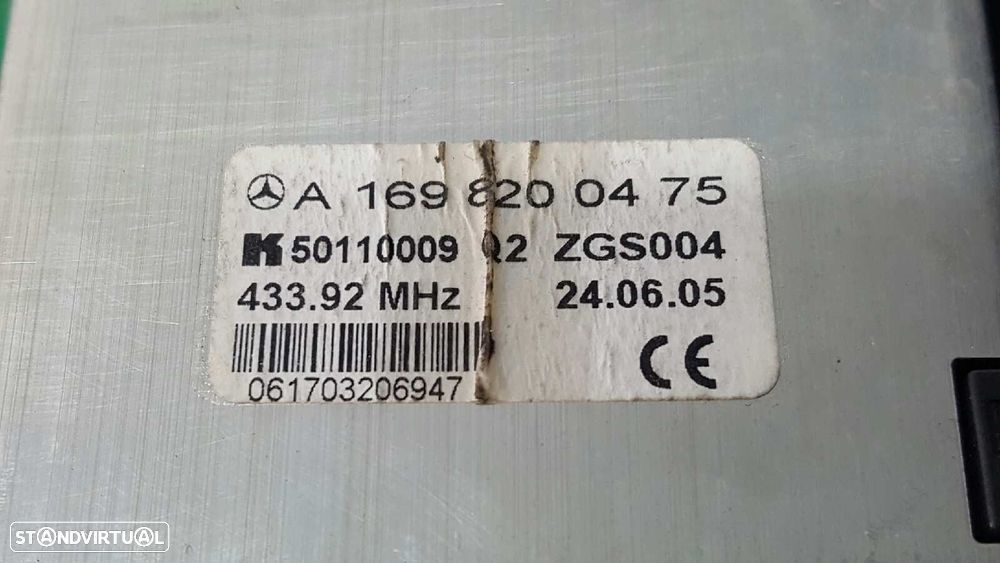 A 169 820 04 75
K 50110009 Q2 ZGS004
433.92 MHz 24.06.05
CE
061703206947
STANDVIRTUAL